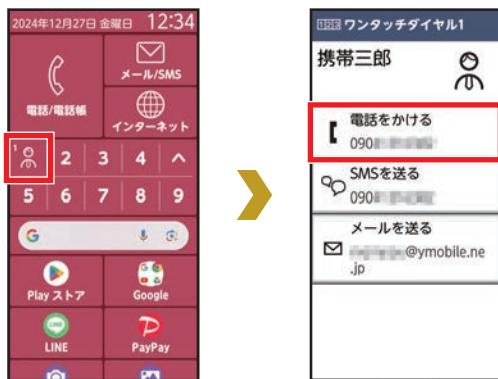 2024年12月27日 金曜日 12:34
電話/電話帳
メール/SMS
インターネット
1 2 3 4
5 6 7 8 9
G
Play ストア
Google
LINE
LINE
PayPay
123 ワンタッチダイヤル1
携帯三郎
電話をかける
090
SMSを送る
090
メールを送る
@ymobile.ne
.jp